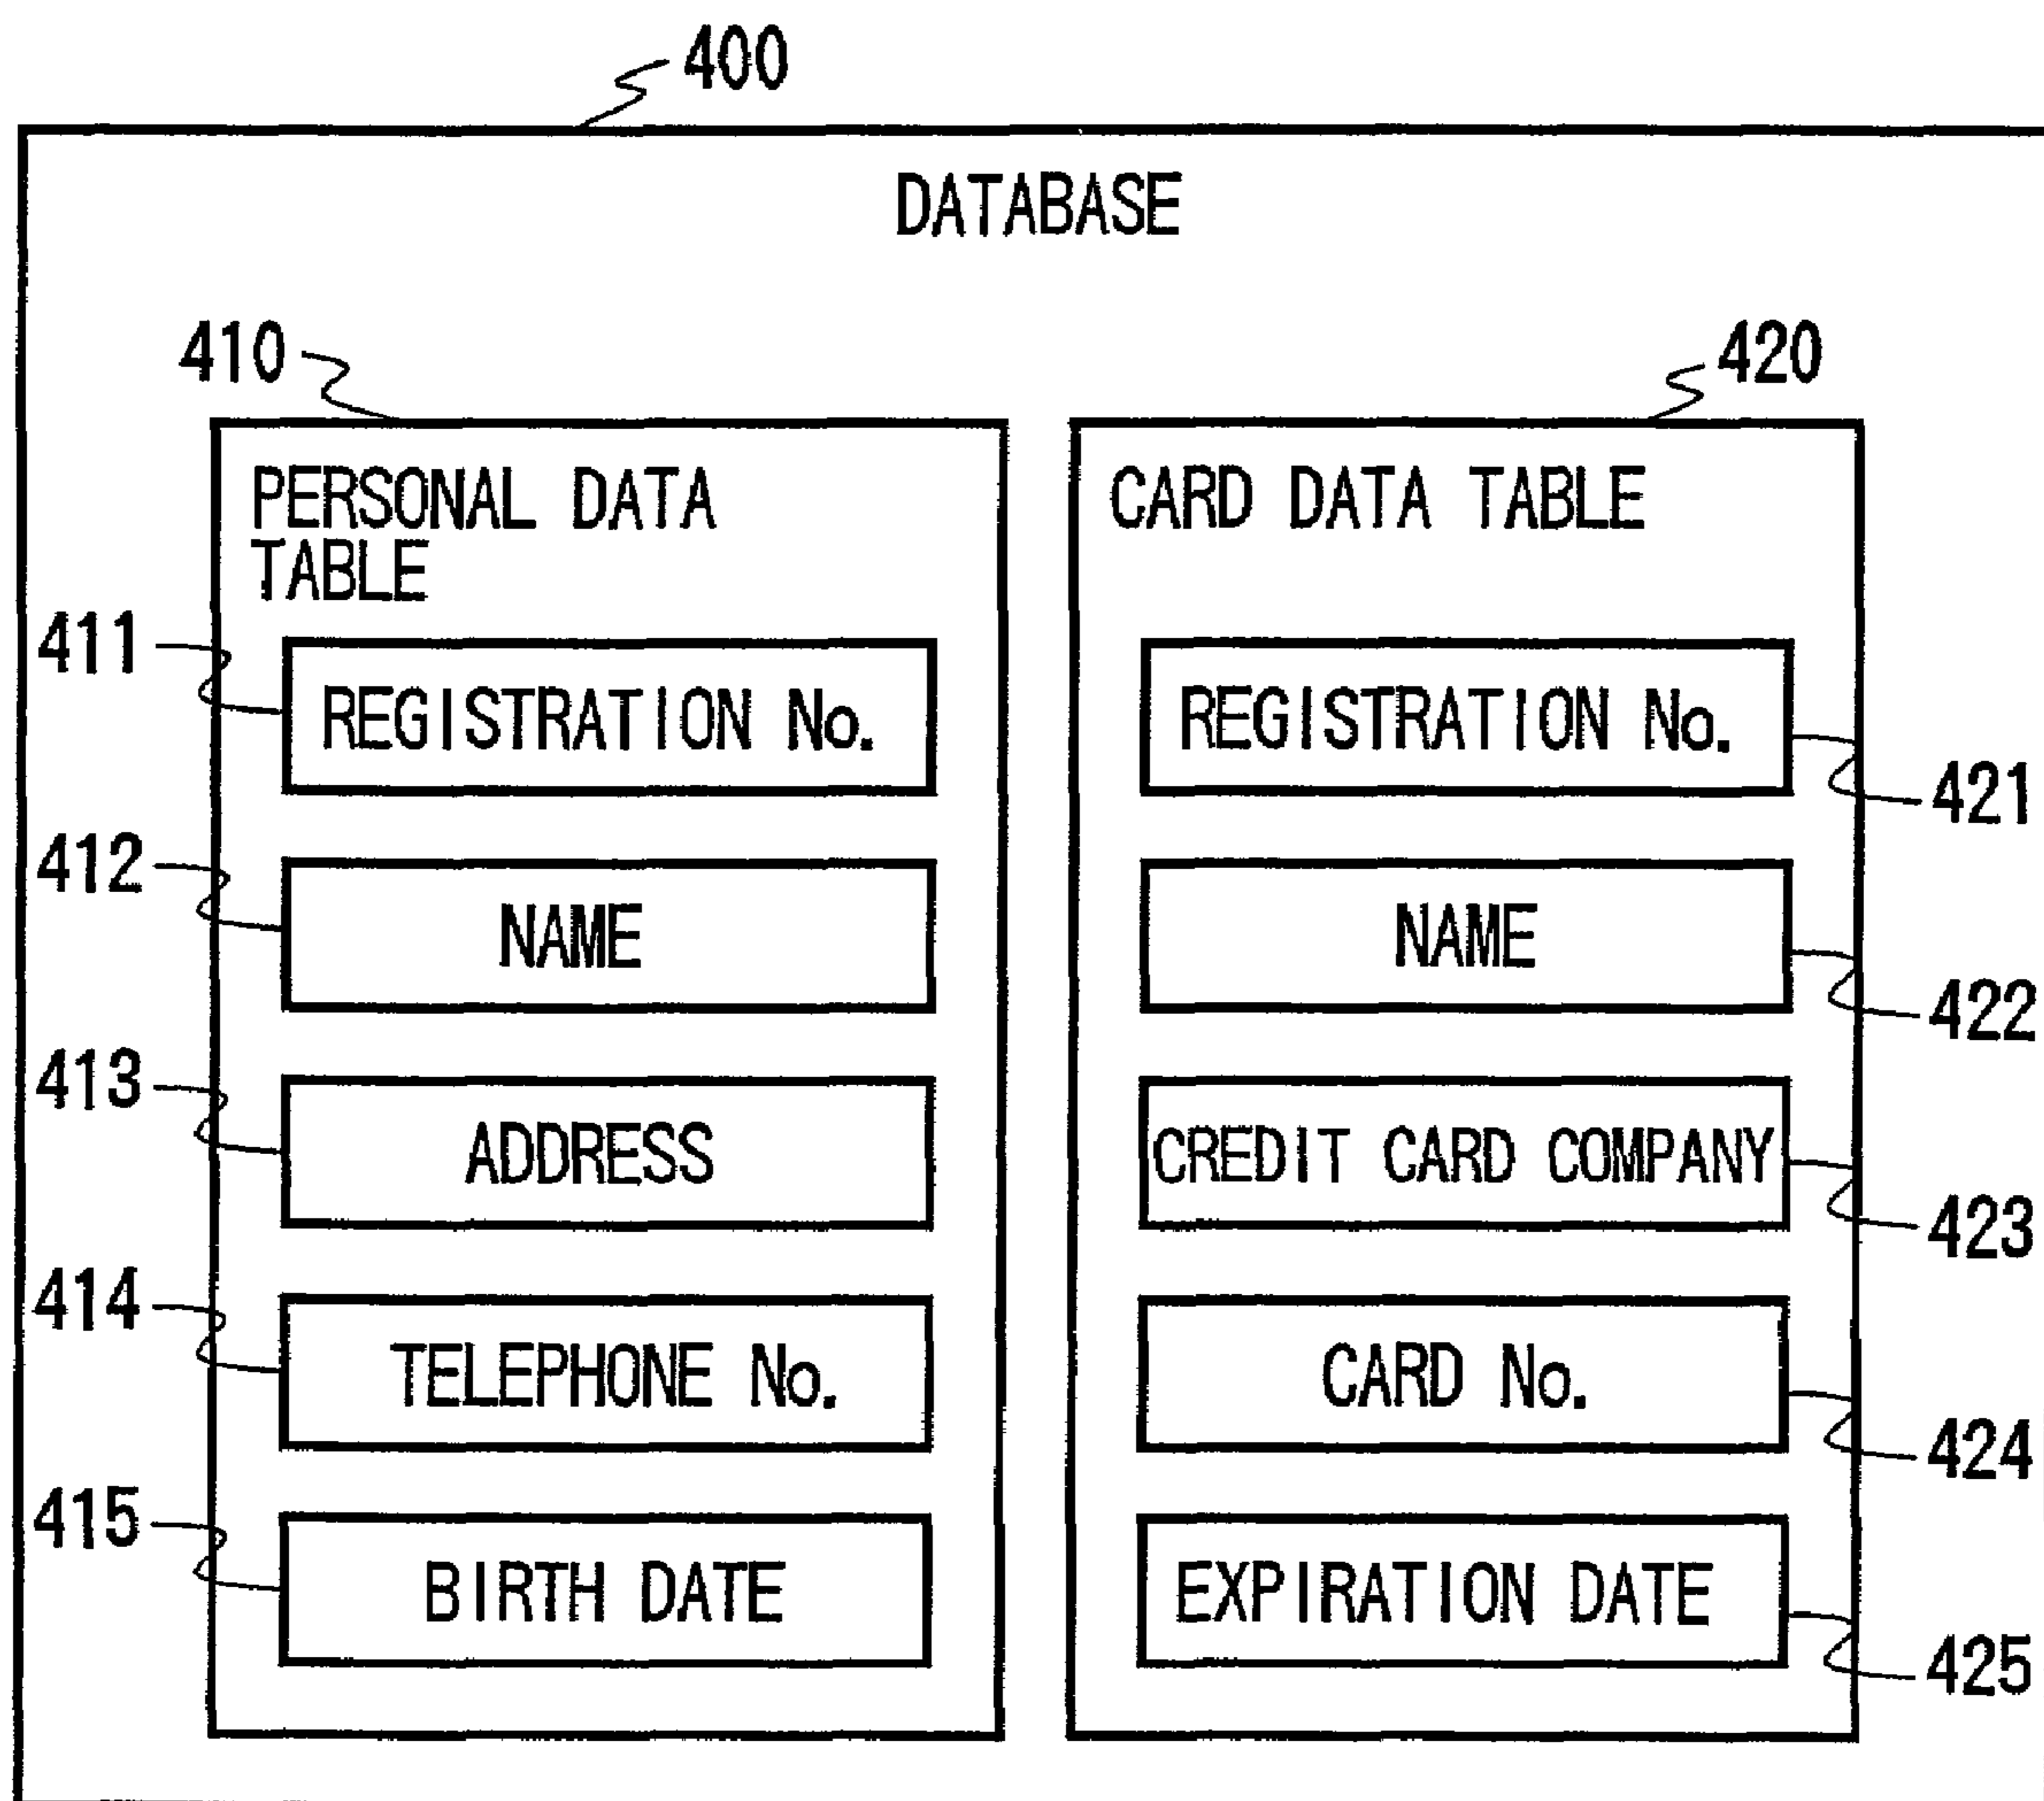 400
DATABASE
410
420
PERSONAL DATA
TABLE
CARD DATA TABLE
411
REGISTRATION No.
REGISTRATION No.
421
412
NAME
NAME
422
413
ADDRESS
CREDIT CARD COMPANY
423
414
TELEPHONE No.
CARD No.
424
415
BIRTH DATE
EXPIRATION DATE
425